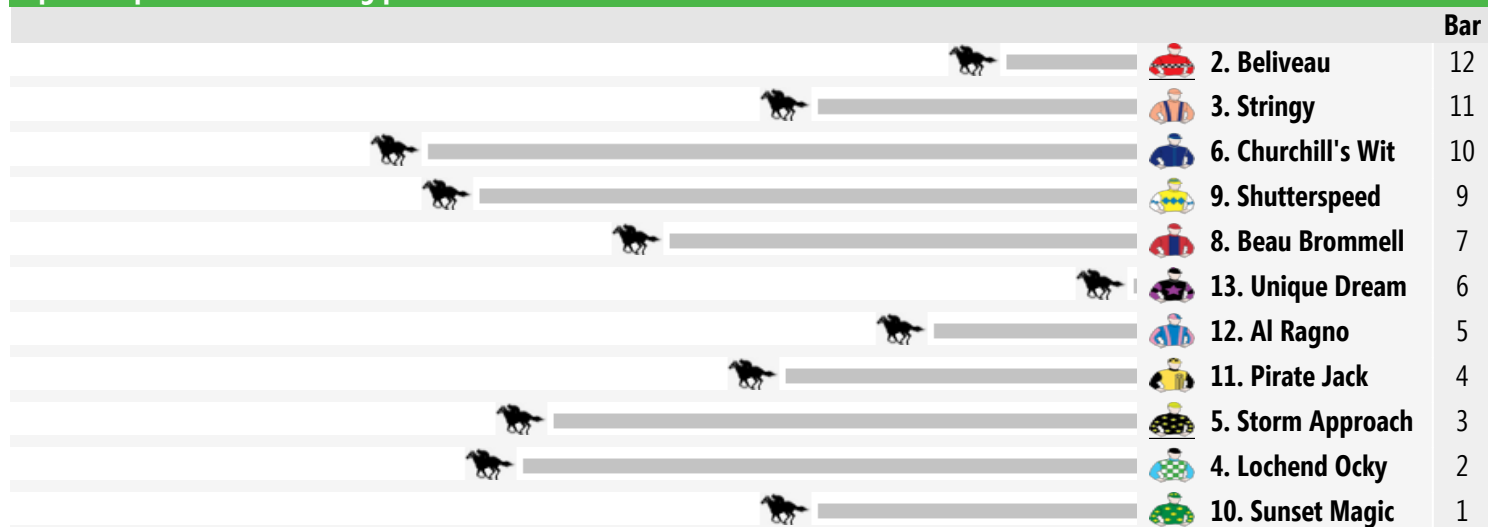 Bar
2. Beliveau 12
3. Stringy 11
6. Churchill's Wit 10
9. Shutterspeed 9
8. Beau Brommell 7
13. Unique Dream 6
12. Al Ragno 5
11. Pirate Jack 4
5. Storm Approach 3
4. Lochend Ocky 2
10. Sunset Magic 1